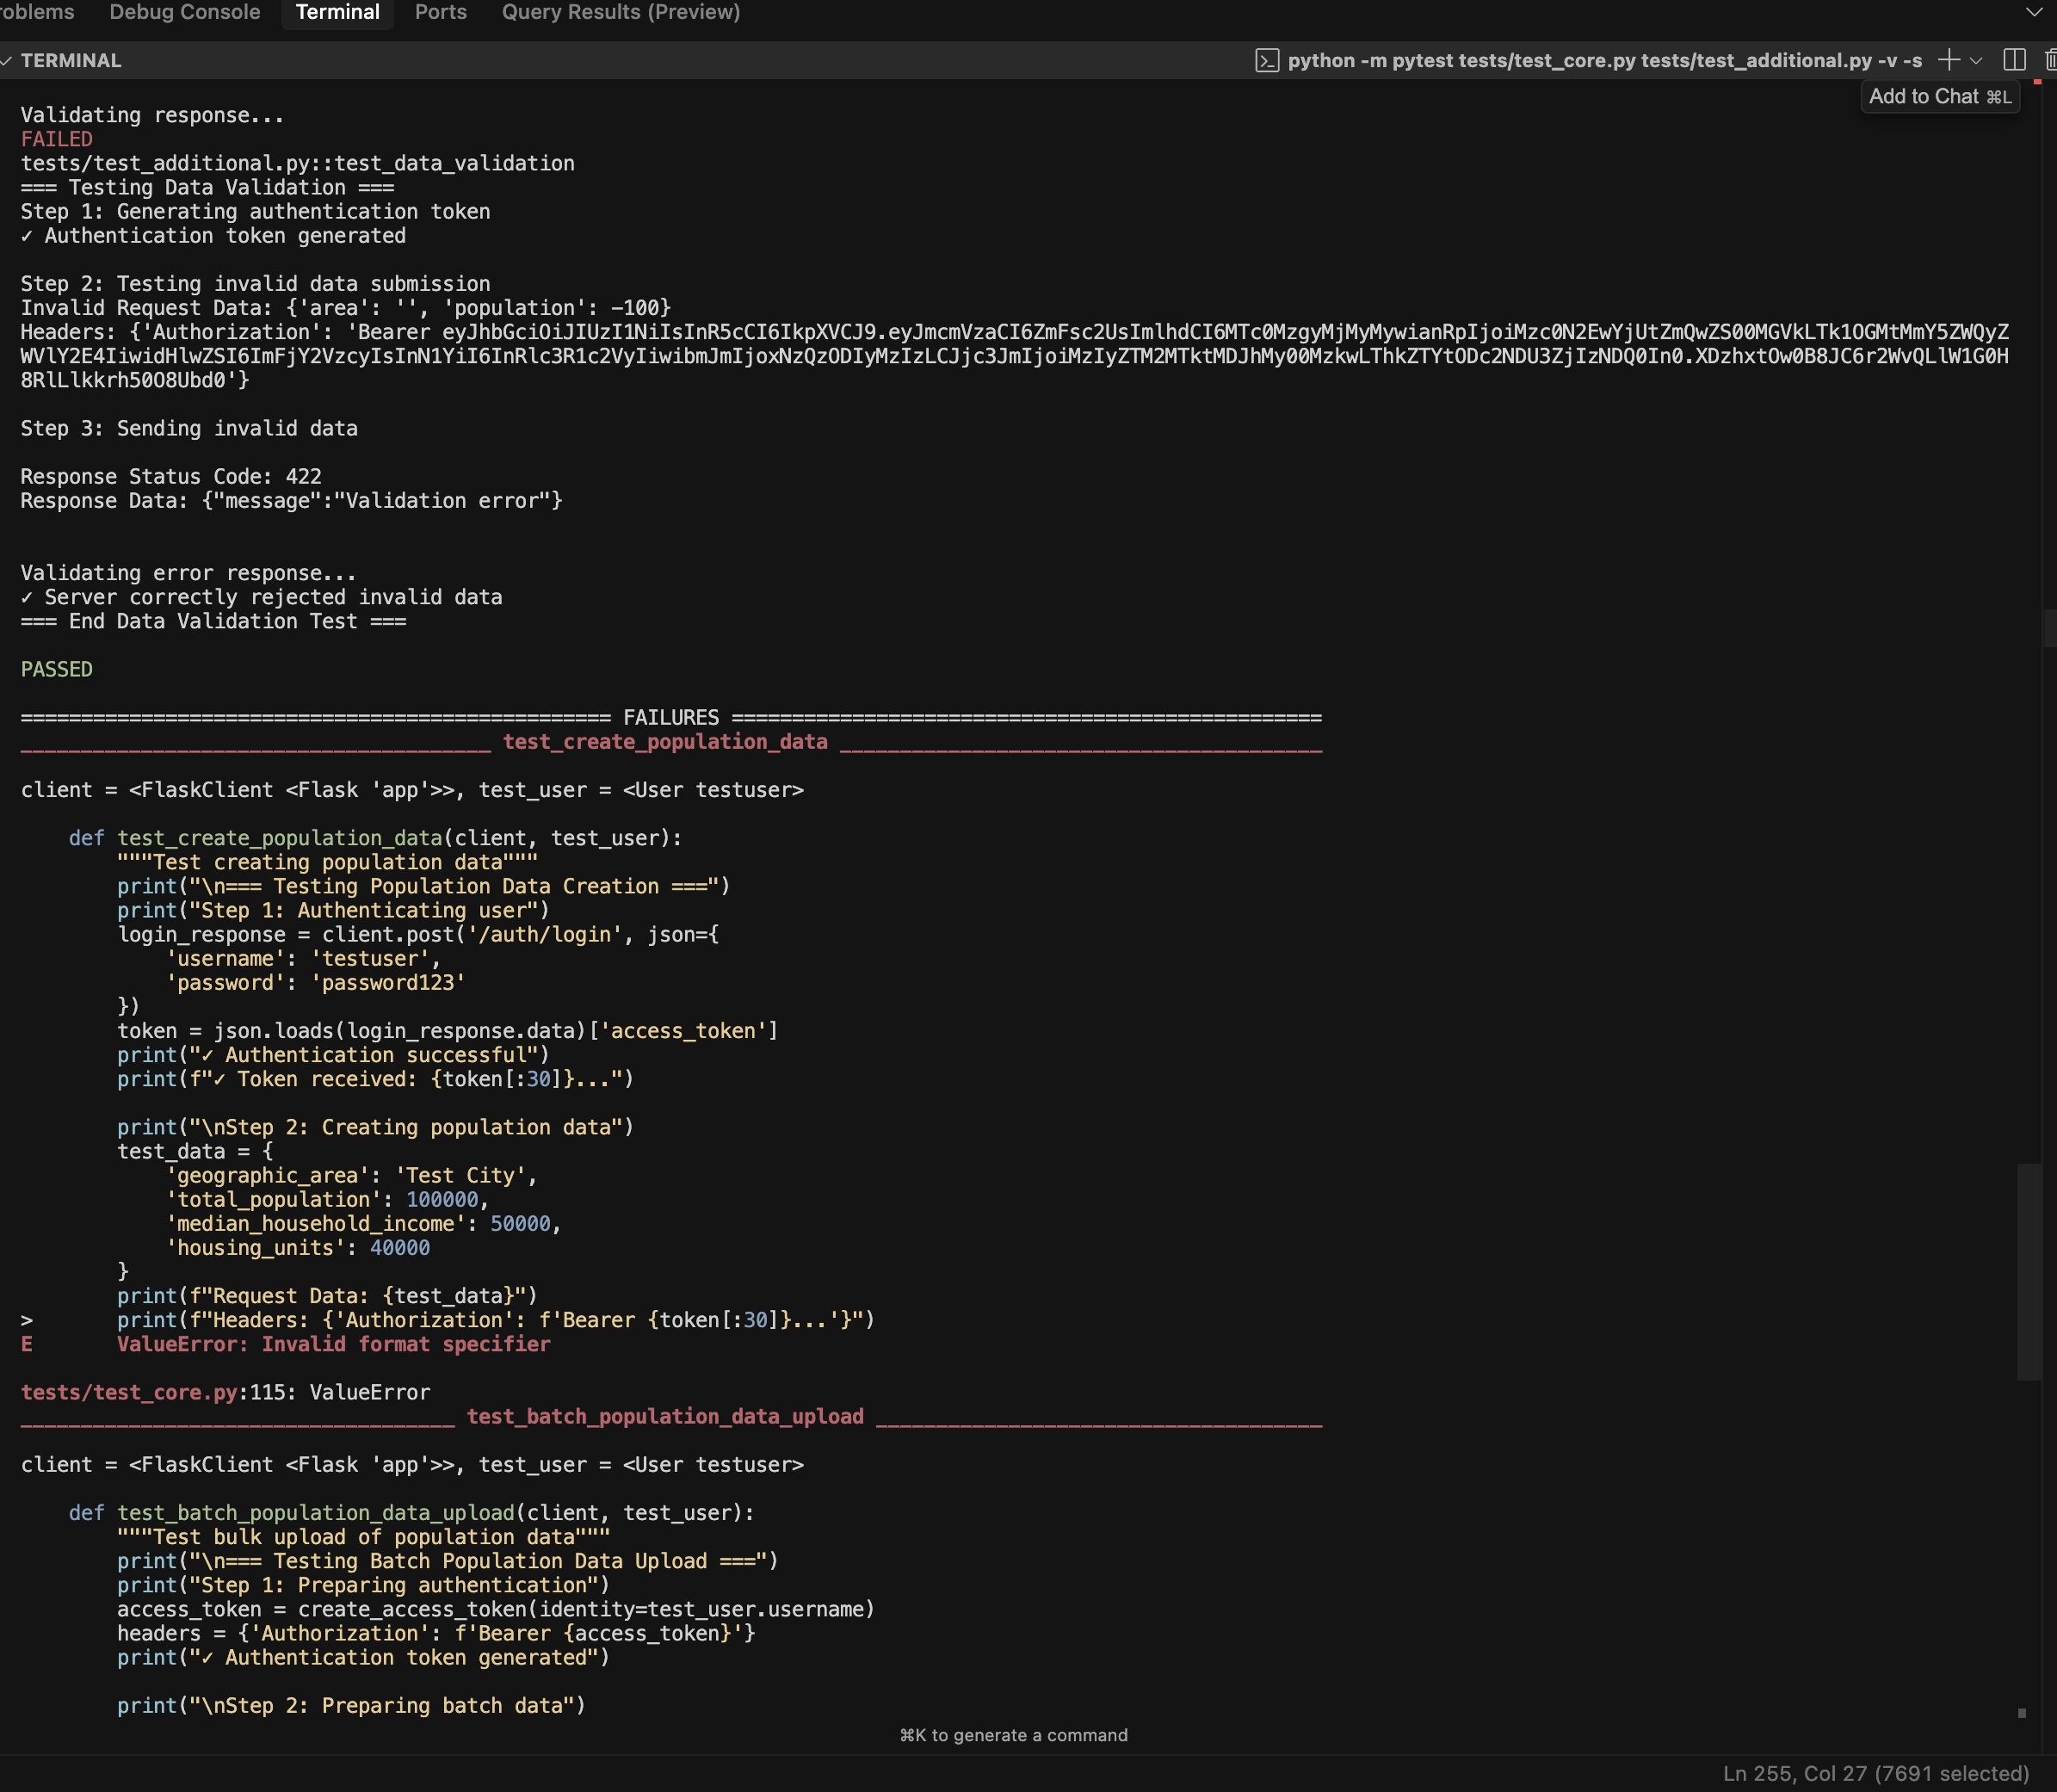 roblems Debug Console Terminal Ports Query Results (Preview)
TERMINAL
python -m pytest tests/test_core.py tests/test_additional.py -v -s
Add to Chat ⌘L
Validating response...
FAILED
tests/test_additional.py::test_data_validation
=== Testing Data Validation ===
Step 1: Generating authentication token
✓ Authentication token generated
Step 2: Testing invalid data submission
Invalid Request Data: {'area': '', 'population': -100}
Headers: {'Authorization': 'Bearer eyJhbGciOiJIUzI1NiIsInR5cCI6IkpXVCJ9.eyJmcmVzaCI6ZmFsc2UsImlhdCI6MTc0MzgyMjMyMywianRpIjoiMzc0N2EwYjUtZmQwZS00MGVkLTk1OGMtMmY5ZWQyZ
WVlY2E4IiwidHlwZSI6ImFjY2VzcyIsInN1YiI6InRlc3R1c2VyIiwibmJmIjoxNzQzODIyMzIzLCJjc3JmIjoiMzIyZTM2MTktMDJhMy00MzkwLThkZTYtODc2NDU3ZjIzNDQ0In0.XDzhxtOw0B8JC6r2WvQLlW1G0H
8RlLlkkrh50O8Ubd0'}
Step 3: Sending invalid data
Response Status Code: 422
Response Data: {"message":"Validation error"}
Validating error response...
✓ Server correctly rejected invalid data
=== End Data Validation Test ===
PASSED
================================================= FAILURES =================================================
_______________________________________ test_create_population_data ________________________________________
client = <FlaskClient <Flask 'app'>>, test_user = <User testuser>
def test_create_population_data(client, test_user):
"""Test creating population data"""
print("\n=== Testing Population Data Creation ===")
print("Step 1: Authenticating user")
login_response = client.post('/auth/login', json={
'username': 'testuser',
'password': 'password123'
})
token = json.loads(login_response.data)['access_token']
print("✓ Authentication successful")
print(f"✓ Token received: {token[:30]}...")
print("\nStep 2: Creating population data")
test_data = {
'geographic_area': 'Test City',
'total_population': 100000,
'median_household_income': 50000,
'housing_units': 40000
}
print(f"Request Data: {test_data}")
> print(f"Headers: {'Authorization': f'Bearer {token[:30]}...'}")
E ValueError: Invalid format specifier
tests/test_core.py:115: ValueError
____________________________________ test_batch_population_data_upload _____________________________________
client = <FlaskClient <Flask 'app'>>, test_user = <User testuser>
def test_batch_population_data_upload(client, test_user):
"""Test bulk upload of population data"""
print("\n=== Testing Batch Population Data Upload ===")
print("Step 1: Preparing authentication")
access_token = create_access_token(identity=test_user.username)
headers = {'Authorization': f'Bearer {access_token}'}
print("✓ Authentication token generated")
print("\nStep 2: Preparing batch data")
⌘K to generate a command
Ln 255, Col 27 (7691 selected)